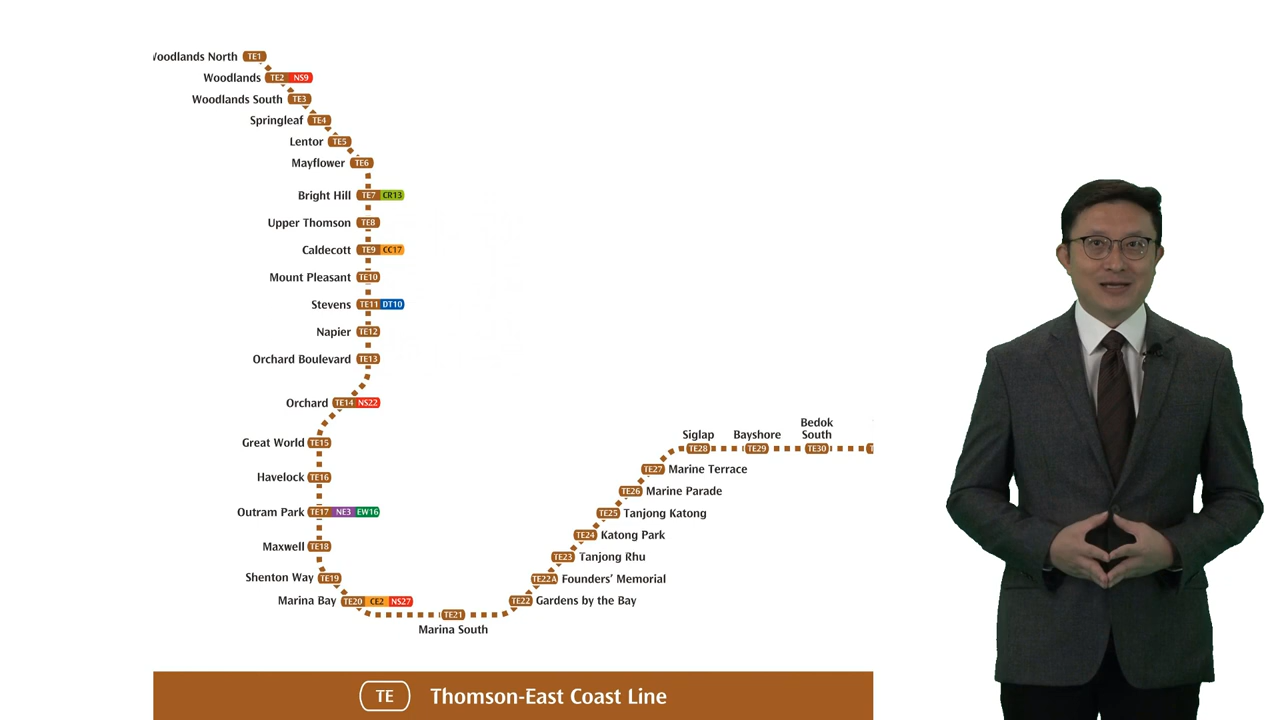 oodlands North TE1
Woodlands TE2 NS9
Woodlands South TE3
Springleaf TE4
Lentor TE5
Mayflower TE6
Bright Hill TE7 CR13
Upper Thomson TE8
Caldecott TE9 CC17
Mount Pleasant TE10
Stevens TE11 DT10
Napier TE12
Orchard Boulevard TE13
Orchard TE14 NS22
Great World TE15
Havelock TE16
Outram Park TE17 NE3 EW16
Maxwell TE18
Shenton Way TE19
Marina Bay TE20 CE2 NS27
TE21
Marina South
TE22 Gardens by the Bay
TE22A Founders’ Memorial
TE23 Tanjong Rhu
TE24 Katong Park
TE25 Tanjong Katong
TE26 Marine Parade
TE27 Marine Terrace
Siglap
TE28
Bayshore
TE29
Bedok
South
TE30
TE Thomson-East Coast Line